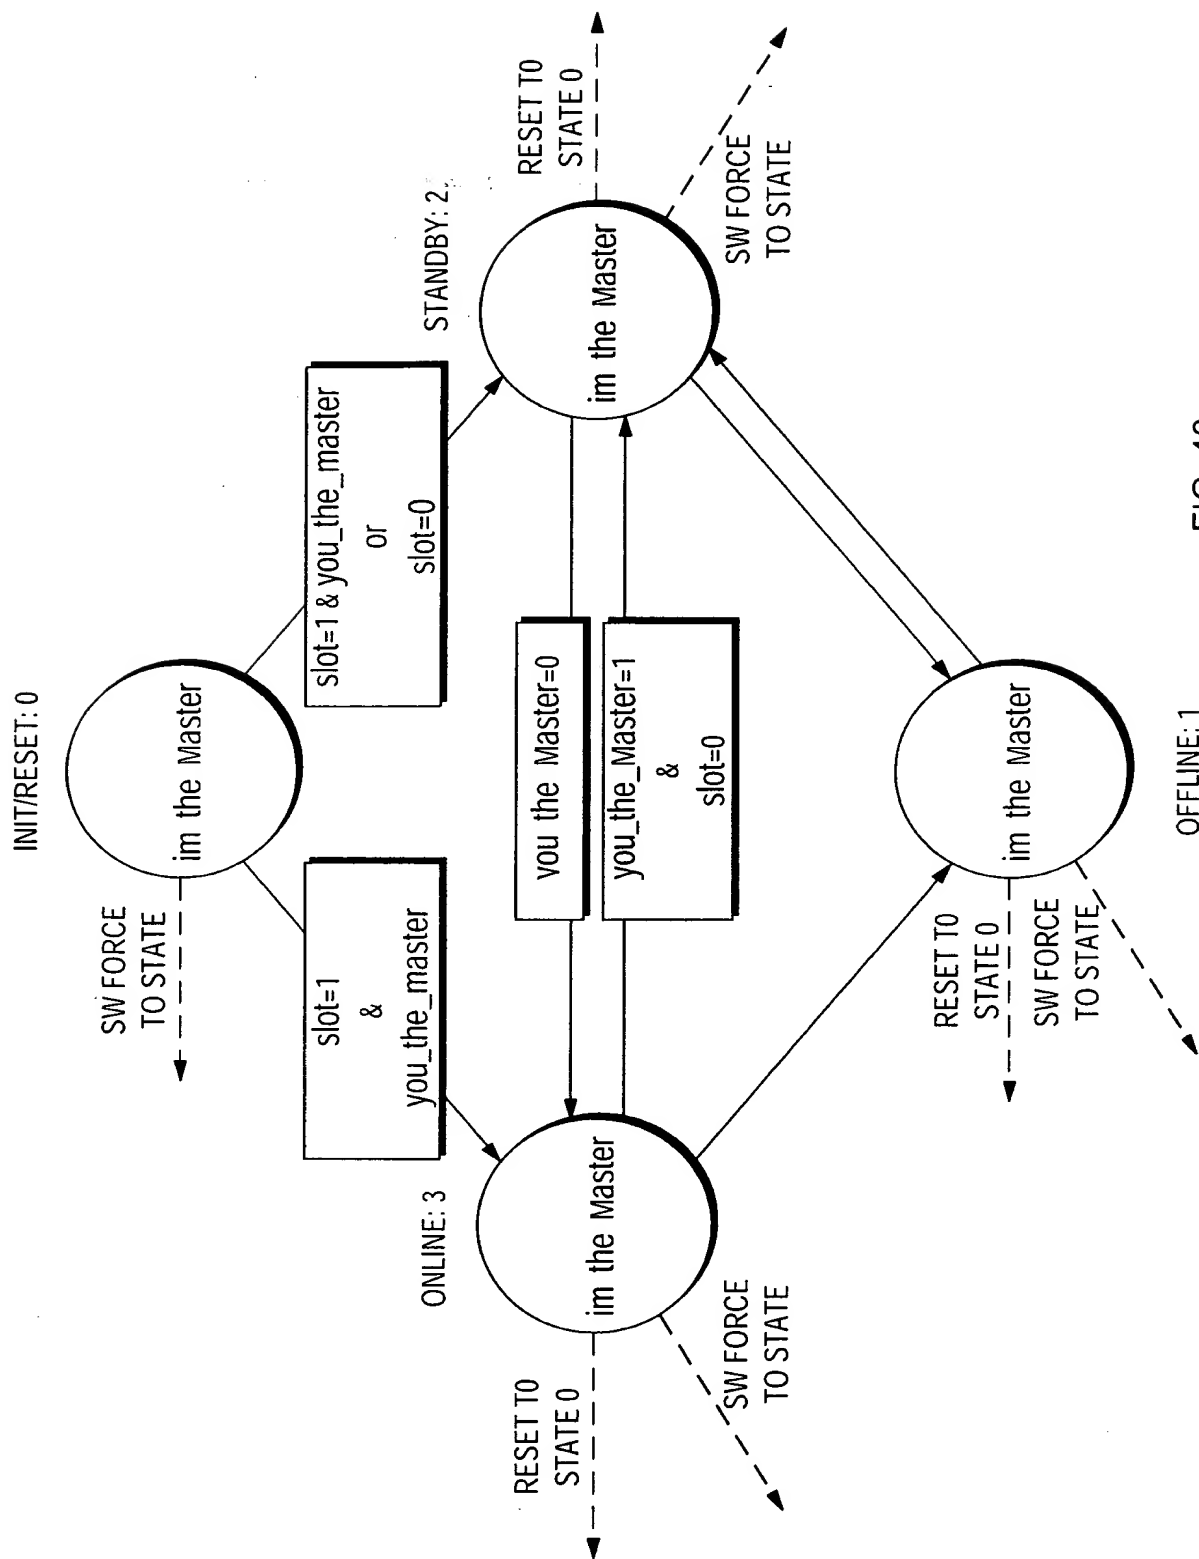 INIT/RESET: 0
im the Master
SW FORCE
TO STATE
slot=1
&
you_the_master
slot=1 & you_the_master
or
slot=0
ONLINE: 3
im the Master
RESET TO
STATE 0
SW FORCE
TO STATE
you the Master=0
you_the_Master=1
&
slot=0
STANDBY: 2
im the Master
RESET TO
STATE 0
SW FORCE
TO STATE
im the Master
RESET TO
STATE 0
SW FORCE
TO STATE
OFFLINE: 1